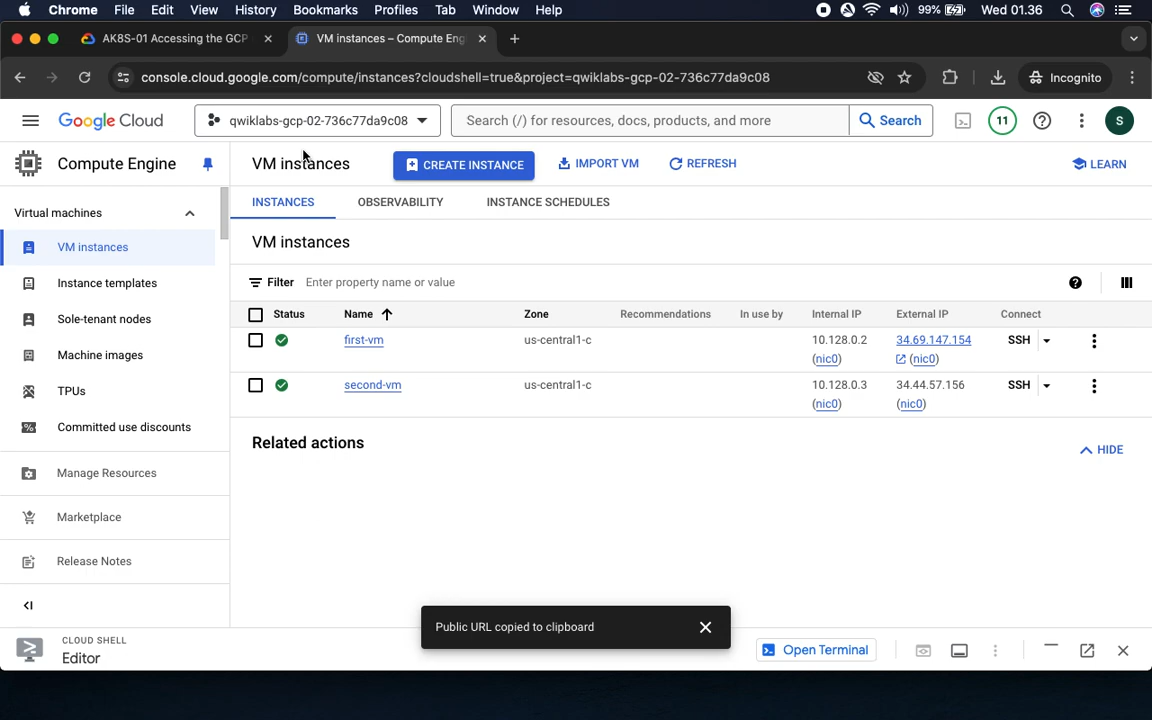 Chrome File Edit View History Bookmarks Profiles Tab Window Help 99% Wed 01.36
AK8S-01 Accessing the GCP VM instances – Compute Eng
console.cloud.google.com/compute/instances?cloudshell=true&project=qwiklabs-gcp-02-736c77da9c08 Incognito
Google Cloud qwiklabs-gcp-02-736c77da9c08 Search (/) for resources, docs, products, and more Search 11 S
Compute Engine VM instances CREATE INSTANCE IMPORT VM REFRESH LEARN
Virtual machines
VM instances
Instance templates
Sole-tenant nodes
Machine images
TPUs
Committed use discounts
Manage Resources
Marketplace
Release Notes
INSTANCES OBSERVABILITY INSTANCE SCHEDULES
VM instances
Filter Enter property name or value
Status Name Zone Recommendations In use by Internal IP External IP Connect
first-vm us-central1-c 10.128.0.2 34.69.147.154 SSH
(nic0) (nic0)
second-vm us-central1-c 10.128.0.3 34.44.57.156 SSH
(nic0) (nic0)
Related actions HIDE
Public URL copied to clipboard
CLOUD SHELL
Editor Open Terminal